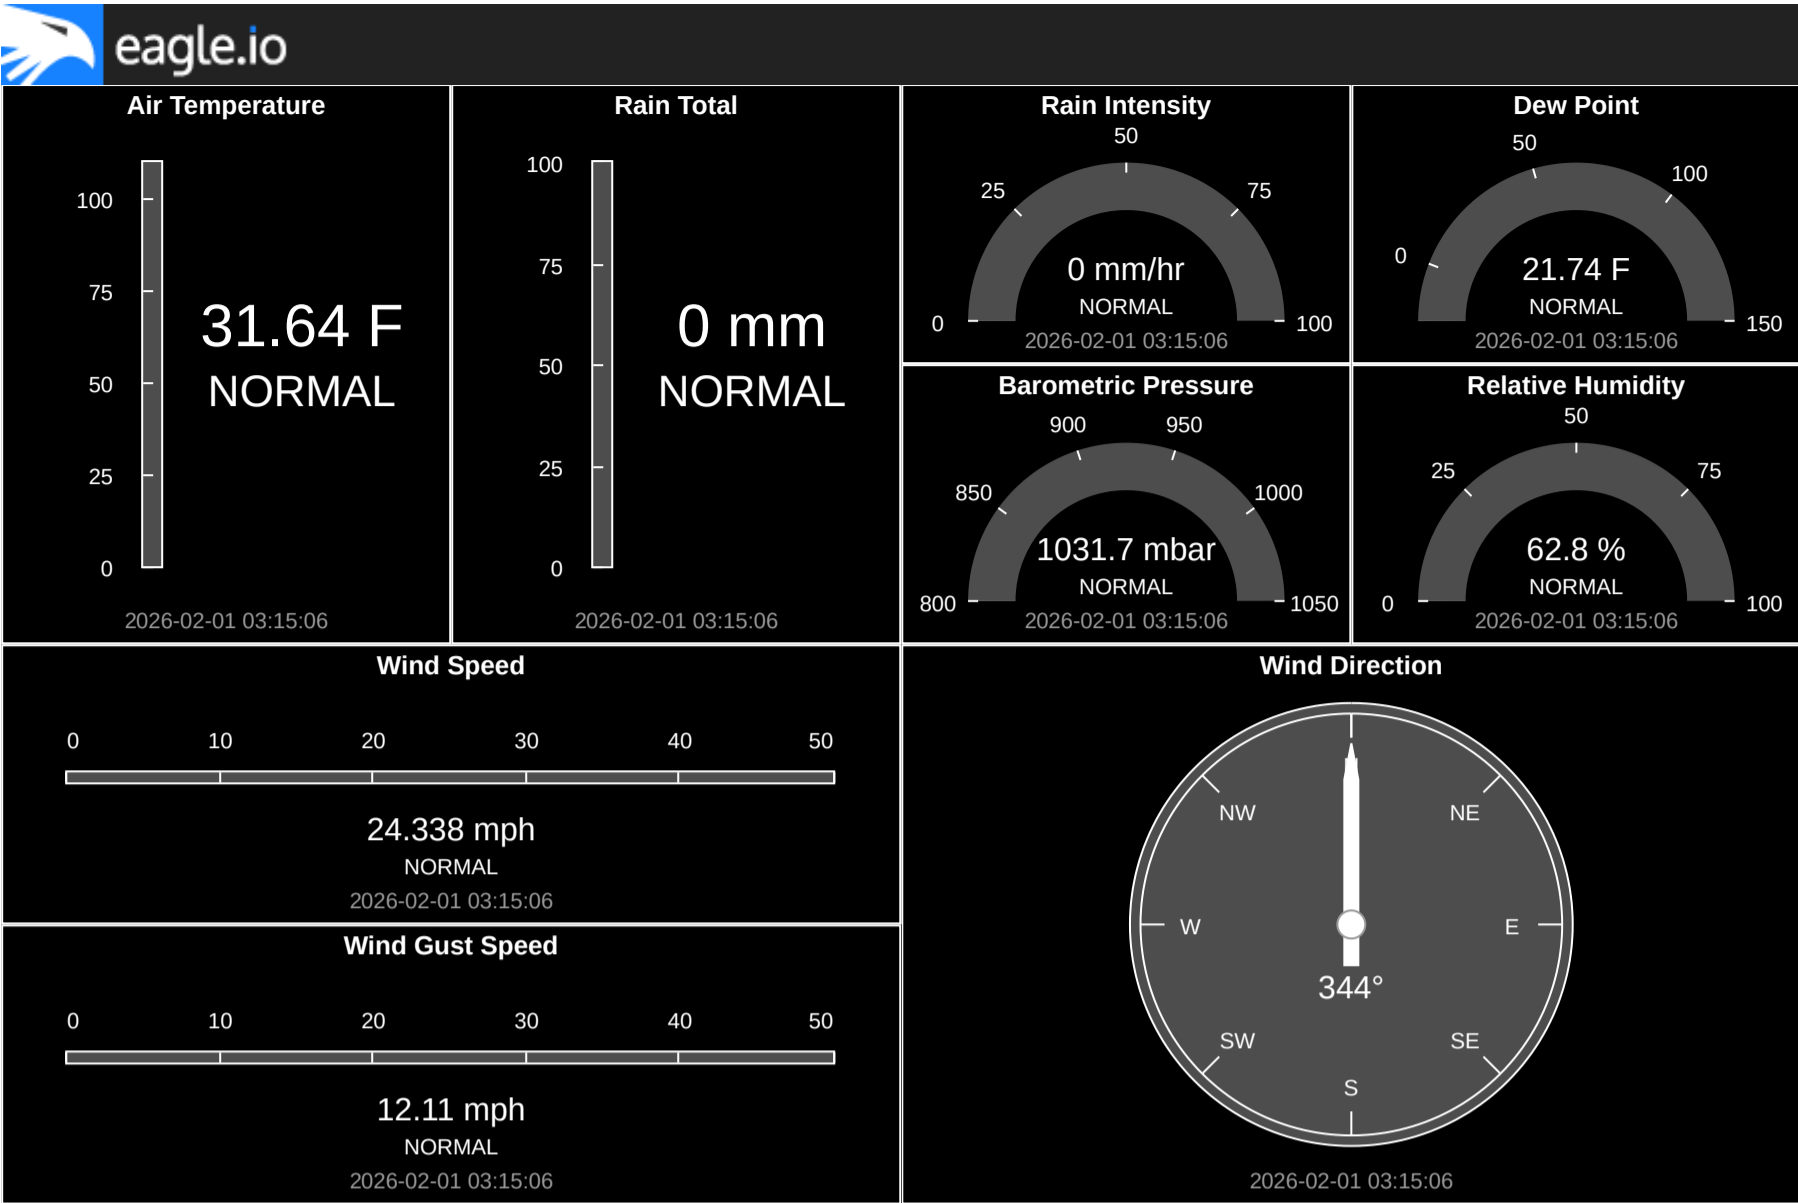 eagle.io
Air Temperature
100
75
50
25
0
31.64 F
NORMAL
2026-02-01 03:15:06
Rain Total
100
75
50
25
0
0 mm
NORMAL
2026-02-01 03:15:06
Rain Intensity
0
25
50
75
100
0 mm/hr
NORMAL
2026-02-01 03:15:06
Dew Point
0
50
100
150
21.74 F
NORMAL
2026-02-01 03:15:06
Barometric Pressure
800
850
900
950
1000
1050
1031.7 mbar
NORMAL
2026-02-01 03:15:06
Relative Humidity
0
25
50
75
100
62.8 %
NORMAL
2026-02-01 03:15:06
Wind Speed
0 10 20 30 40 50
24.338 mph
NORMAL
2026-02-01 03:15:06
Wind Gust Speed
0 10 20 30 40 50
12.11 mph
NORMAL
2026-02-01 03:15:06
Wind Direction
NW NE
W E
344°
SW SE
S
2026-02-01 03:15:06